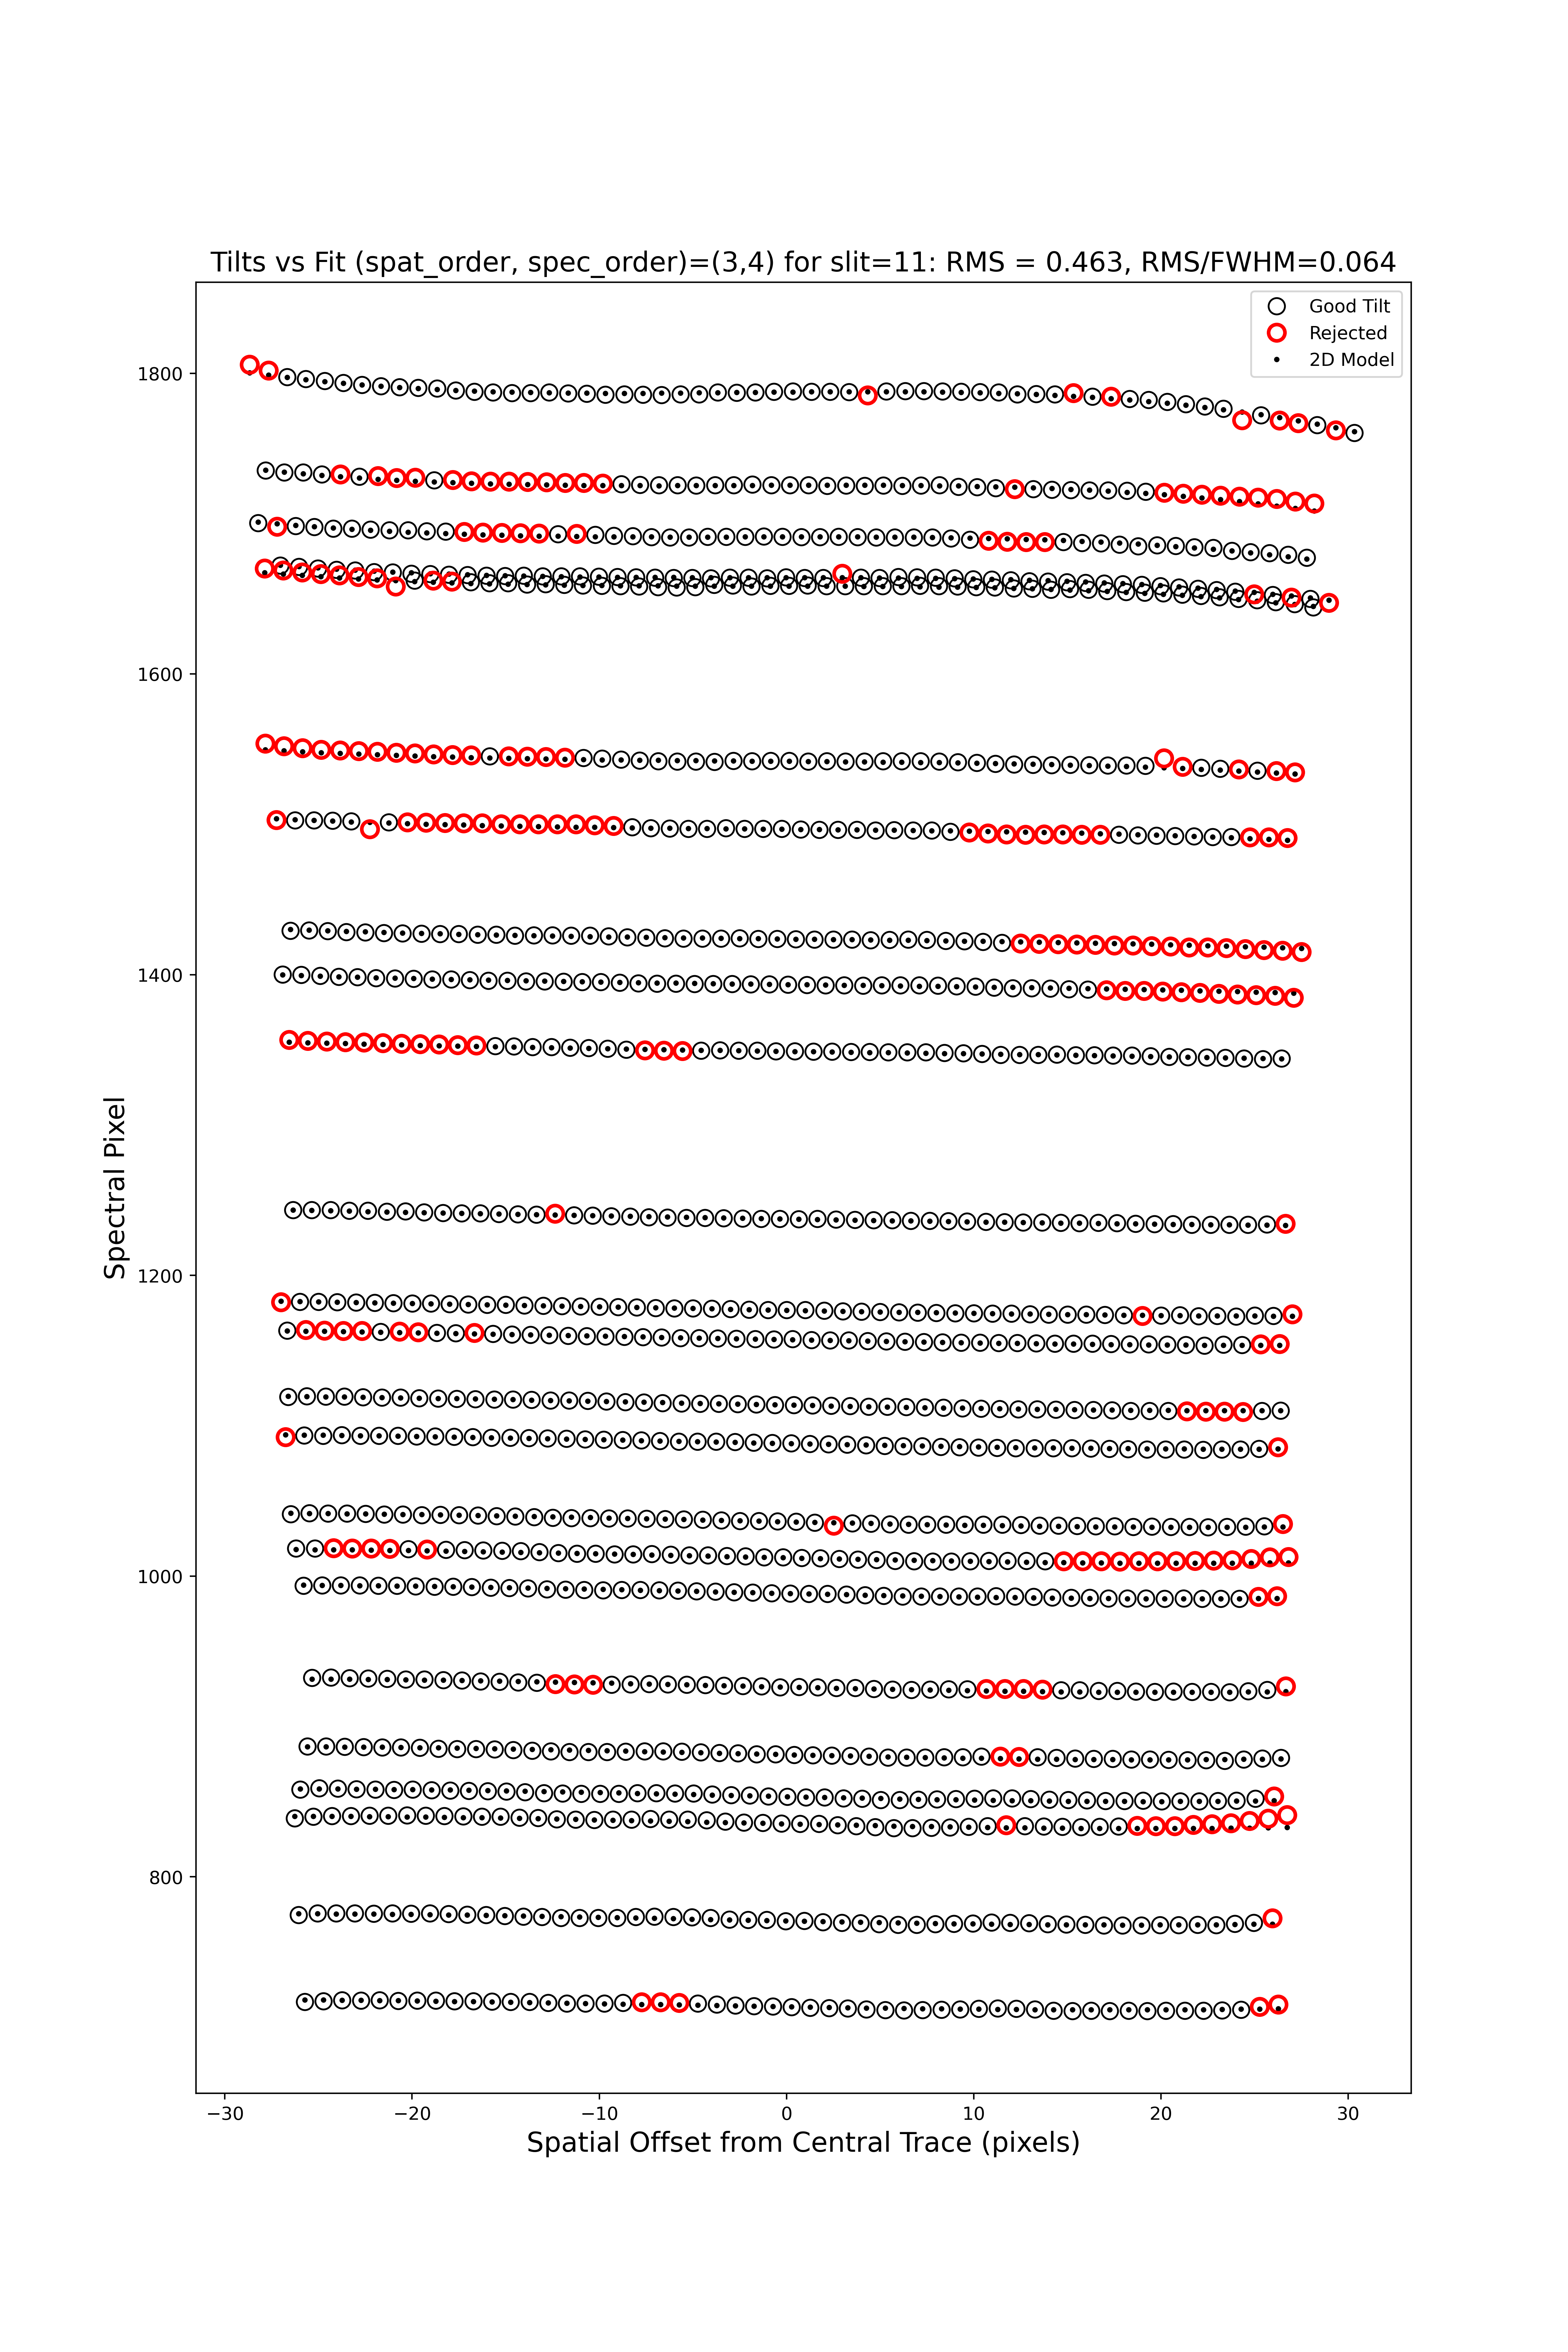 Tilts vs Fit (spat_order, spec_order)=(3,4) for slit=11: RMS = 0.463, RMS/FWHM=0.064
Good Tilt
Rejected
2D Model
Spectral Pixel
1800
1600
1400
1200
1000
800
−30 −20 −10 0 10 20 30
Spatial Offset from Central Trace (pixels)